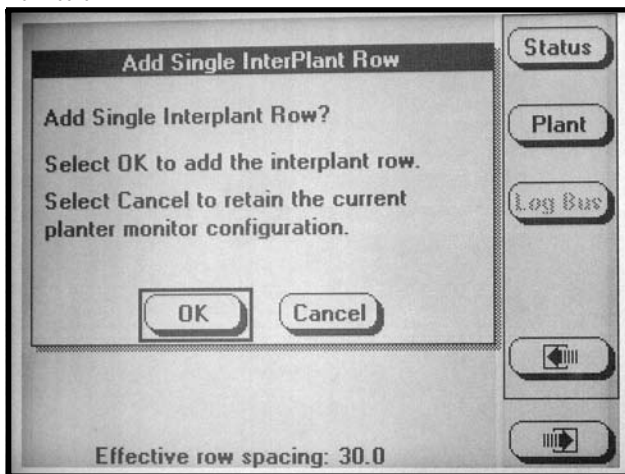 Add Single InterPlant Row
Add Single Interplant Row?
Select OK to add the interplant row.
Select Cancel to retain the current
planter monitor configuration.
OK
Cancel
Effective row spacing: 30.0
Status
Plant
Log Bus